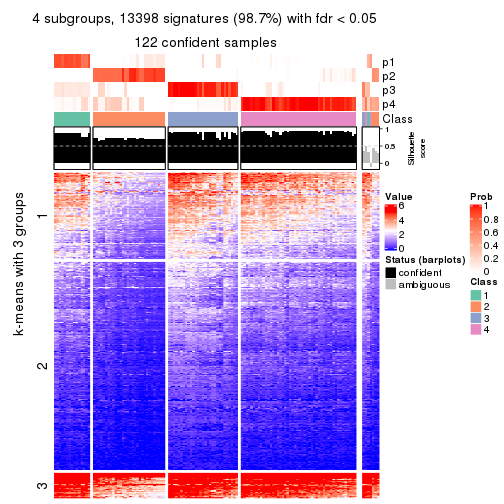 4 subgroups, 13398 signatures (98.7%) with fdr < 0.05
122 confident samples
p1
p2
p3
p4
Class
1
0.5
0
Silhouette
score
k-means with 3 groups
1
2
3
Value
6
4
2
0
Status (barplots)
confident
ambiguous
Prob
1
0.8
0.6
0.4
0.2
0
Class
1
2
3
4